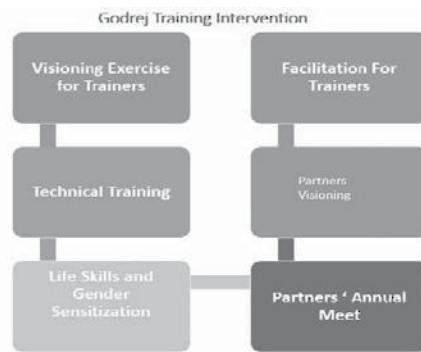 Godrej Training Intervention
Visioning Exercise
for Trainers
Facilitation For
Trainers
Technical Training
Partners
Visioning
Life Skills and
Gender
Sensitization
Partners ‘ Annual
Meet